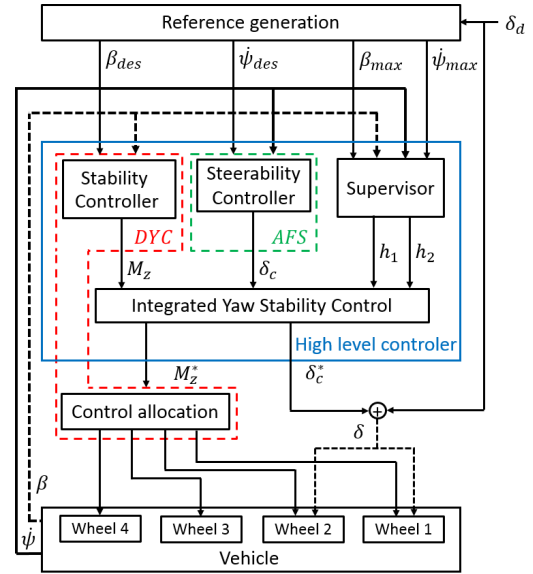 Reference generation
δ_d
β_des
ψ̇_des
β_max
ψ̇_max
Stability Controller
Steerability Controller
Supervisor
DYC
AFS
M_z
δ_c
h_1
h_2
Integrated Yaw Stability Control
High level controler
M_z^*
δ_c^*
Control allocation
+
δ
β
ψ̇
Wheel 4
Wheel 3
Wheel 2
Wheel 1
Vehicle